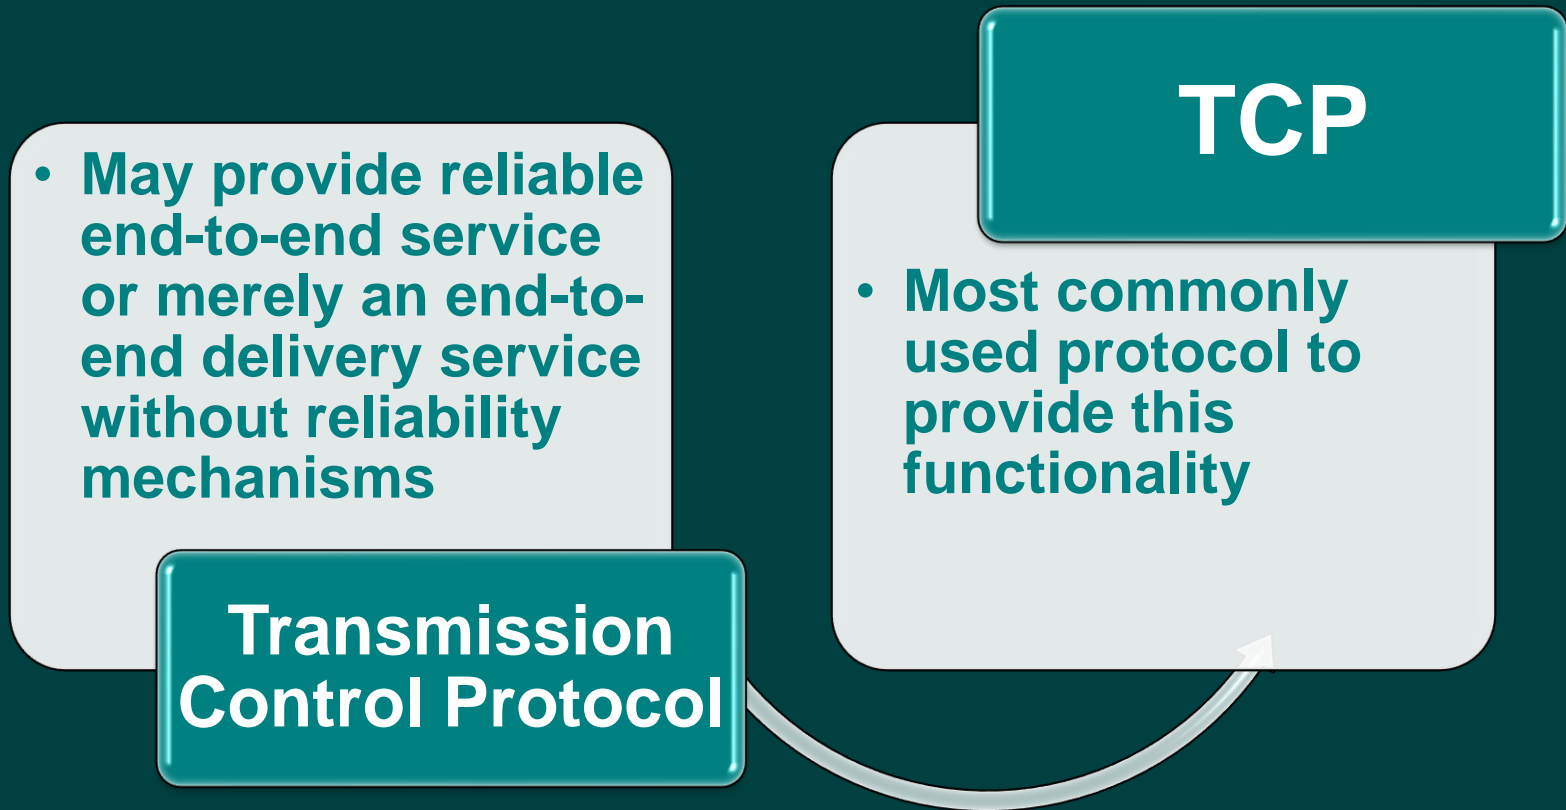 • May provide reliable
end-to-end service
or merely an end-to-
end delivery service
without reliability
mechanisms
Transmission
Control Protocol
TCP
• Most commonly
used protocol to
provide this
functionality